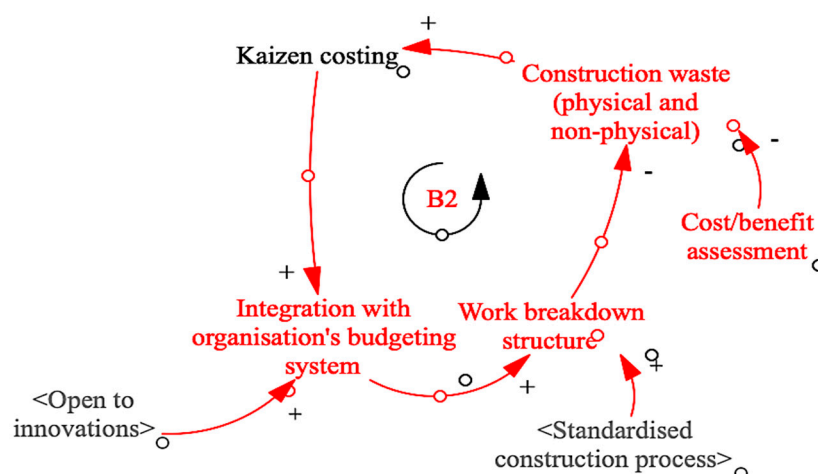 +
Kaizen costing
Construction waste
(physical and
non-physical)
-
-
B2
Cost/benefit
assessment
+
Integration with
organisation's budgeting
system
Work breakdown
structure
+
+
+
<Open to
innovations>
<Standardised
construction process>